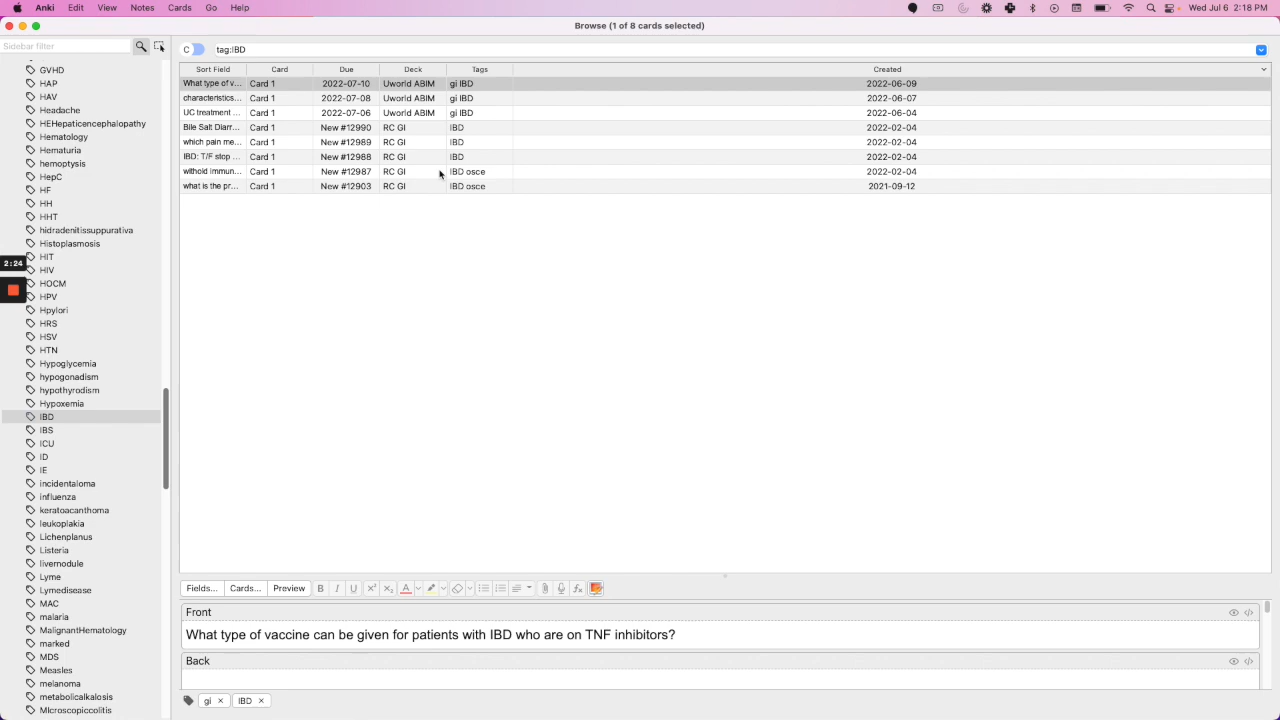 Anki File Edit View Notes Cards Go Help Wed Jul 6 2:18 PM
Browse (1 of 8 cards selected)
Sidebar filter
C tag:IBD
Sort Field Card Due Deck Tags Created
What type of v... Card 1 2022-07-10 Uworld ABIM gi IBD 2022-06-09
characteristics... Card 1 2022-07-08 Uworld ABIM gi IBD 2022-06-07
UC treatment ... Card 1 2022-07-06 Uworld ABIM gi IBD 2022-06-04
Bile Salt Diarr... Card 1 New #12990 RC GI IBD 2022-02-04
which pain me... Card 1 New #12989 RC GI IBD 2022-02-04
IBD: T/F stop ... Card 1 New #12988 RC GI IBD 2022-02-04
withold immun... Card 1 New #12987 RC GI IBD osce 2022-02-04
what is the pr... Card 1 New #12903 RC GI IBD osce 2021-09-12
GVHD
HAP
HAV
Headache
HEHepaticencephalopathy
Hematology
Hematuria
hemoptysis
HepC
HF
HH
HHT
hidradenitissuppurativa
Histoplasmosis
HIT
2:24
HIV
HOCM
HPV
Hpylori
HRS
HSV
HTN
Hypoglycemia
hypogonadism
hypothyrodism
Hypoxemia
IBD
IBS
ICU
ID
IE
incidentaloma
influenza
keratoacanthoma
leukoplakia
Lichenplanus
Listeria
livernodule
Lyme
Lymedisease
MAC
malaria
MalignantHematology
marked
MDS
Measles
melanoma
metabolicalkalosis
MIcroscopiccolitis
Fields... Cards... Preview B I U x² x₂ A fx
Front
What type of vaccine can be given for patients with IBD who are on TNF inhibitors?
Back
gi × IBD ×